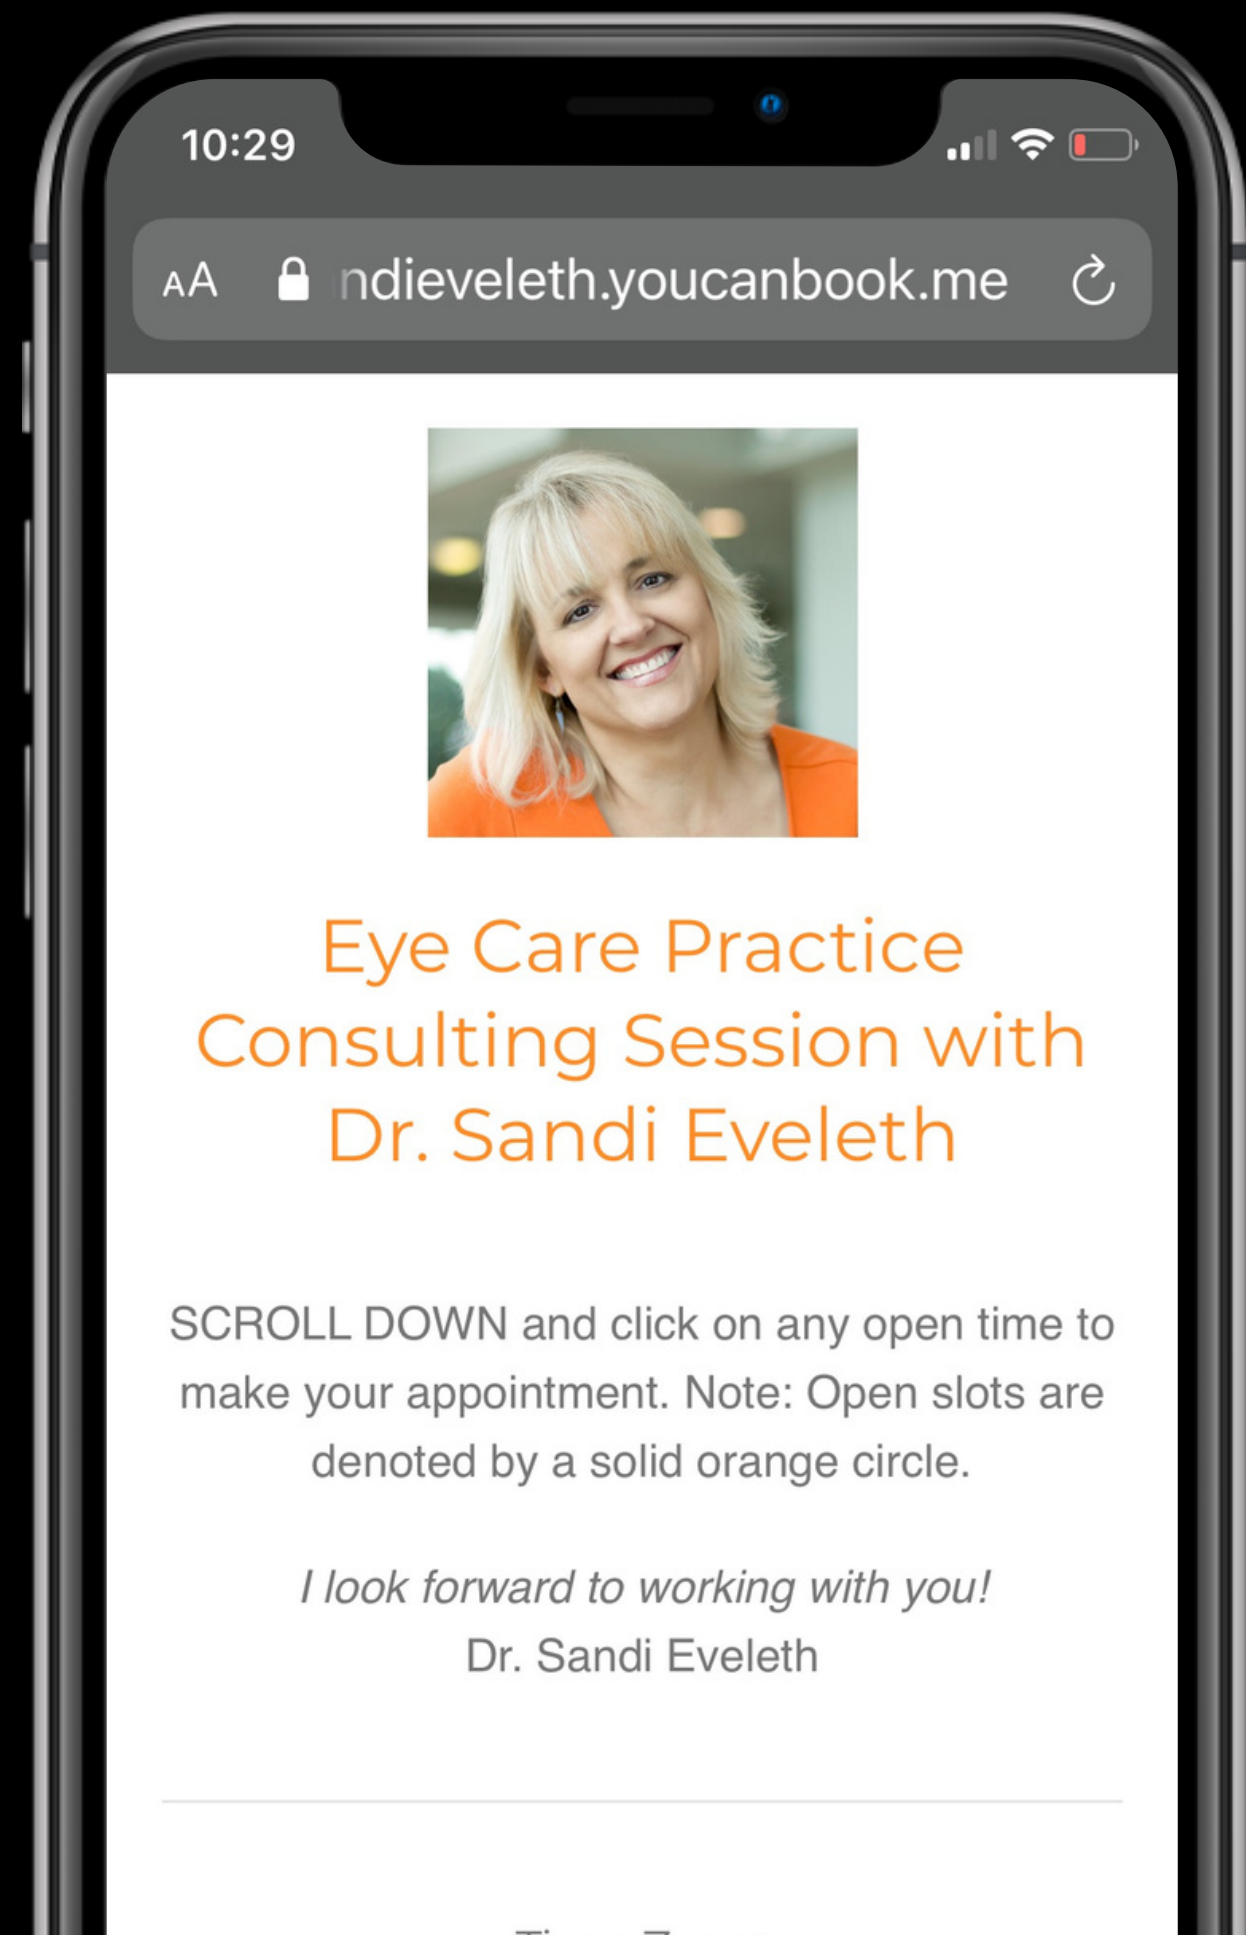 10:29
AA ndieveleth.youcanbook.me
Eye Care Practice
Consulting Session with
Dr. Sandi Eveleth
SCROLL DOWN and click on any open time to
make your appointment. Note: Open slots are
denoted by a solid orange circle.
I look forward to working with you!
Dr. Sandi Eveleth